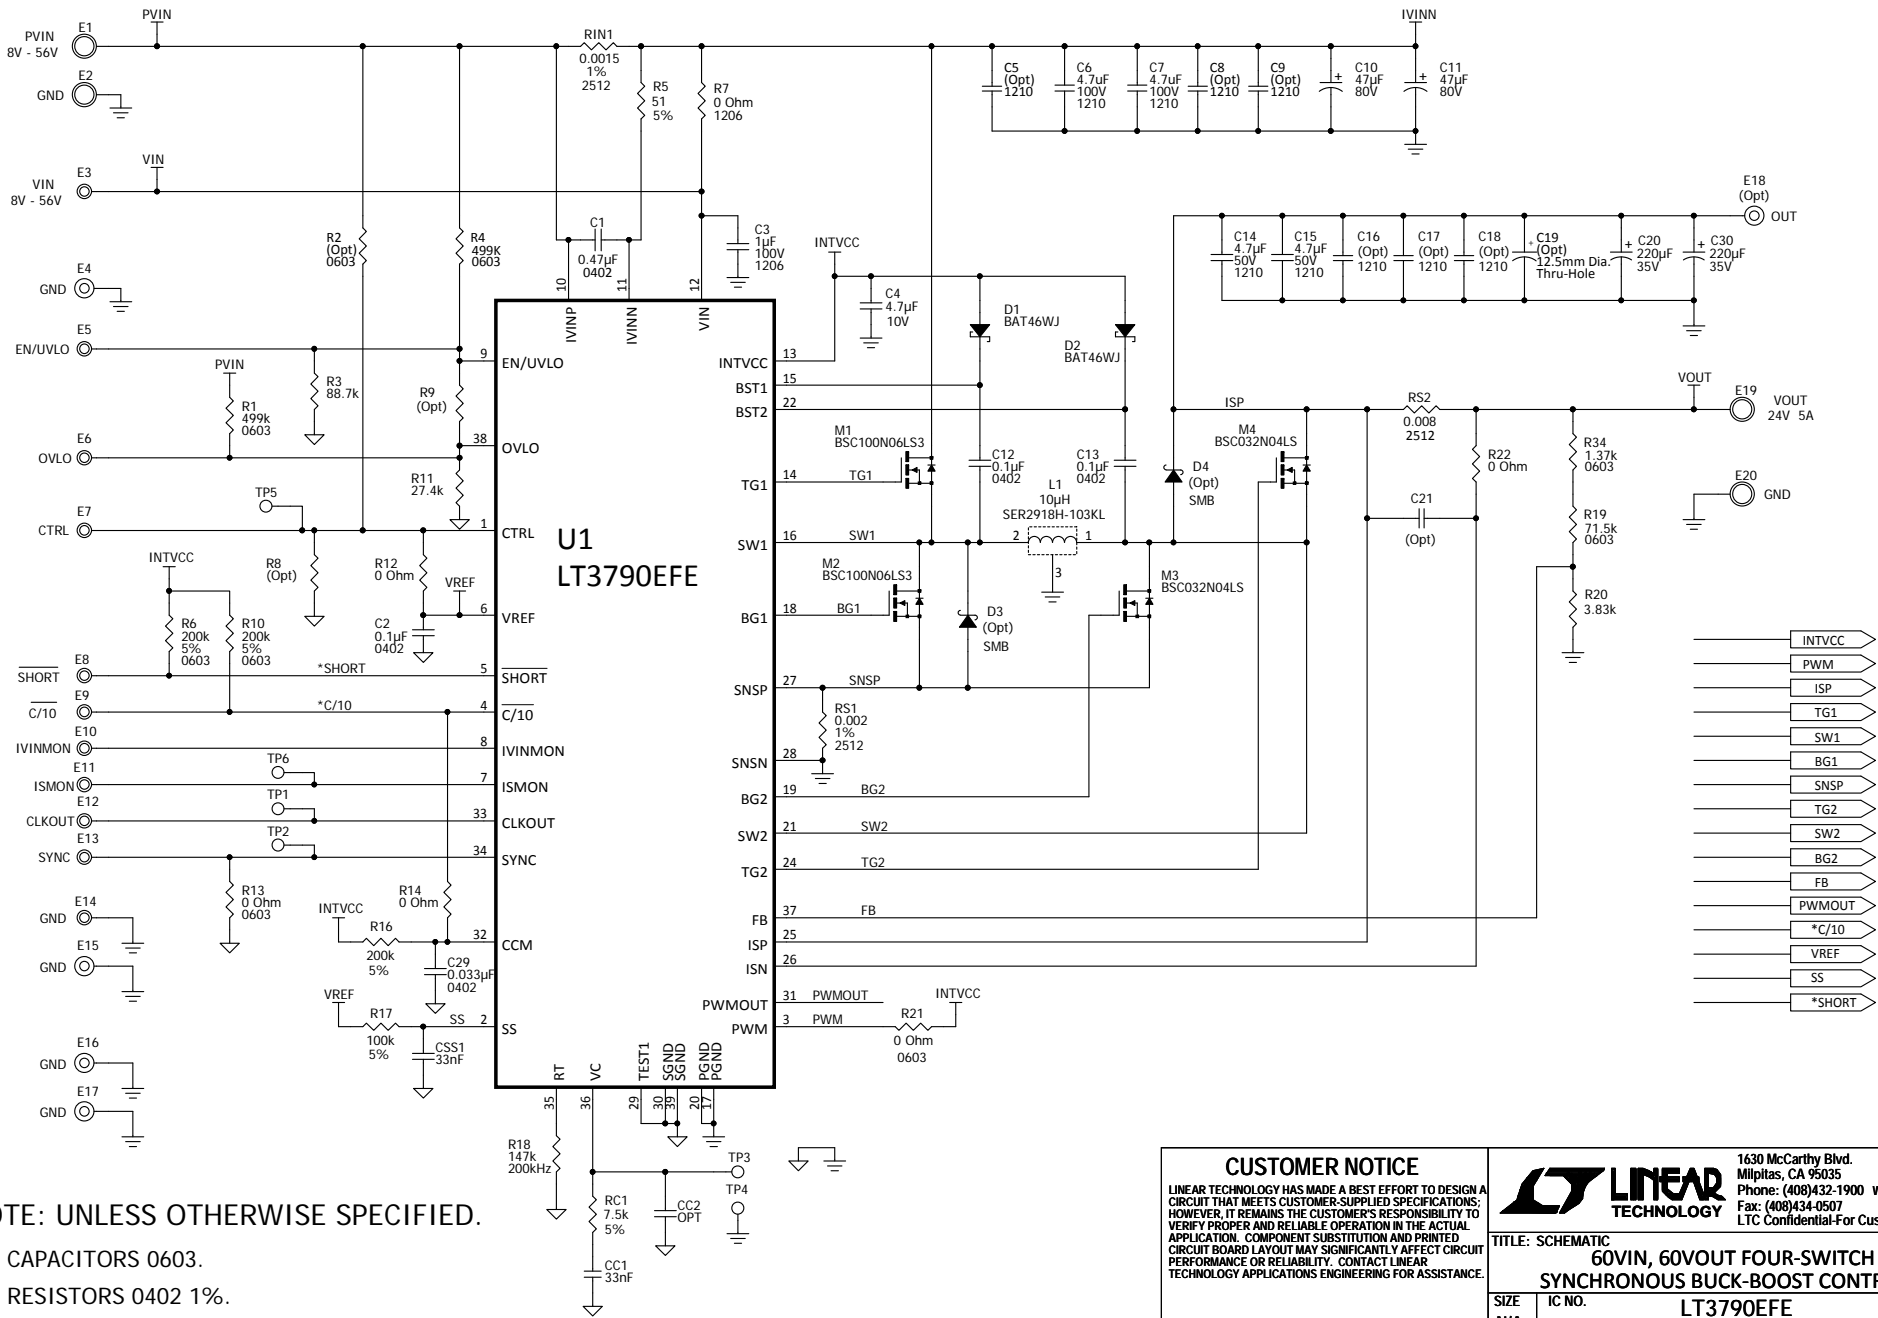 PVIN
8V - 56V
E1
PVIN
E2
GND
VIN
8V - 56V
E3
VIN
E4
GND
E5
EN/UVLO
PVIN
R1
499k
0603
E6
OVLO
TP5
E7
CTRL
INTVCC
R6
200k
5%
0603
R10
200k
5%
0603
E8
SHORT
*SHORT
E9
C/10
*C/10
E10
IVINMON
E11
ISMON
TP6
E12
CLKOUT
TP1
E13
SYNC
TP2
R13
0 Ohm
0603
E14
GND
E15
GND
E16
GND
E17
GND
R2
(Opt)
0603
R4
499K
0603
R3
88.7k
R9
(Opt)
R11
27.4k
R8
(Opt)
R12
0 Ohm
VREF
C2
0.1µF
0402
R14
0 Ohm
INTVCC
R16
200k
5%
C29
0.033µF
0402
VREF
R17
100k
5%
SS
CSS1
33nF
RIN1
0.0015
1%
2512
R5
51
5%
R7
0 Ohm
1206
C1
0.47µF
0402
C3
1µF
100V
1206
10
11
12
IVINP
IVINN
VIN
9
EN/UVLO
38
OVLO
1
CTRL
6
VREF
5
SHORT
4
C/10
8
IVINMON
7
ISMON
33
CLKOUT
34
SYNC
32
CCM
2
SS
U1
LT3790EFE
INTVCC
13
BST1
15
BST2
22
TG1
14
TG1
SW1
16
SW1
BG1
18
BG1
SNSP
27
SNSP
SNSN
28
BG2
19
BG2
SW2
21
SW2
TG2
24
TG2
FB
37
FB
ISP
25
ISN
26
PWMOUT
31
PWMOUT
PWM
3
PWM
RT
VC
TEST1
SGND
SGND
PGND
PGND
35
36
29
30
39
20
17
R18
147k
200kHz
RC1
7.5k
5%
CC1
33nF
CC2
OPT
TP3
TP4
INTVCC
C4
4.7µF
10V
D1
BAT46WJ
D2
BAT46WJ
M1
BSC100N06LS3
C12
0.1µF
0402
C13
0.1µF
0402
L1
10µH
SER2918H-103KL
2
1
3
M2
BSC100N06LS3
D3
(Opt)
SMB
M3
BSC032N04LS
RS1
0.002
1%
2512
R21
0 Ohm
0603
INTVCC
D4
(Opt)
SMB
M4
BSC032N04LS
ISP
RS2
0.008
2512
C21
(Opt)
R22
0 Ohm
R34
1.37k
0603
R19
71.5k
0603
R20
3.83k
VOUT
E19
VOUT
24V 5A
E20
GND
IVINN
C5
(Opt)
1210
C6
4.7uF
100V
1210
C7
4.7uF
100V
1210
C8
(Opt)
1210
C9
(Opt)
1210
+
C10
47µF
80V
+
C11
47µF
80V
E18
(Opt)
OUT
C14
4.7µF
50V
1210
C15
4.7µF
50V
1210
C16
(Opt)
1210
C17
(Opt)
1210
C18
(Opt)
1210
+
C19
(Opt)
12.5mm Dia.
Thru-Hole
+
C20
220µF
35V
+
C30
220µF
35V
INTVCC
PWM
ISP
TG1
SW1
BG1
SNSP
TG2
SW2
BG2
FB
PWMOUT
*C/10
VREF
SS
*SHORT
OTE: UNLESS OTHERWISE SPECIFIED.
CAPACITORS 0603.
RESISTORS 0402 1%.
CUSTOMER NOTICE
LINEAR TECHNOLOGY HAS MADE A BEST EFFORT TO DESIGN A
CIRCUIT THAT MEETS CUSTOMER-SUPPLIED SPECIFICATIONS;
HOWEVER, IT REMAINS THE CUSTOMER'S RESPONSIBILITY TO
VERIFY PROPER AND RELIABLE OPERATION IN THE ACTUAL
APPLICATION. COMPONENT SUBSTITUTION AND PRINTED
CIRCUIT BOARD LAYOUT MAY SIGNIFICANTLY AFFECT CIRCUIT
PERFORMANCE OR RELIABILITY. CONTACT LINEAR
TECHNOLOGY APPLICATIONS ENGINEERING FOR ASSISTANCE.
LINEAR
TECHNOLOGY
1630 McCarthy Blvd.
Milpitas, CA 95035
Phone: (408)432-1900
Fax: (408)434-0507
LTC Confidential-For Cus
TITLE: SCHEMATIC
60VIN, 60VOUT FOUR-SWITCH
SYNCHRONOUS BUCK-BOOST CONT
SIZE
IC NO.
LT3790EFE